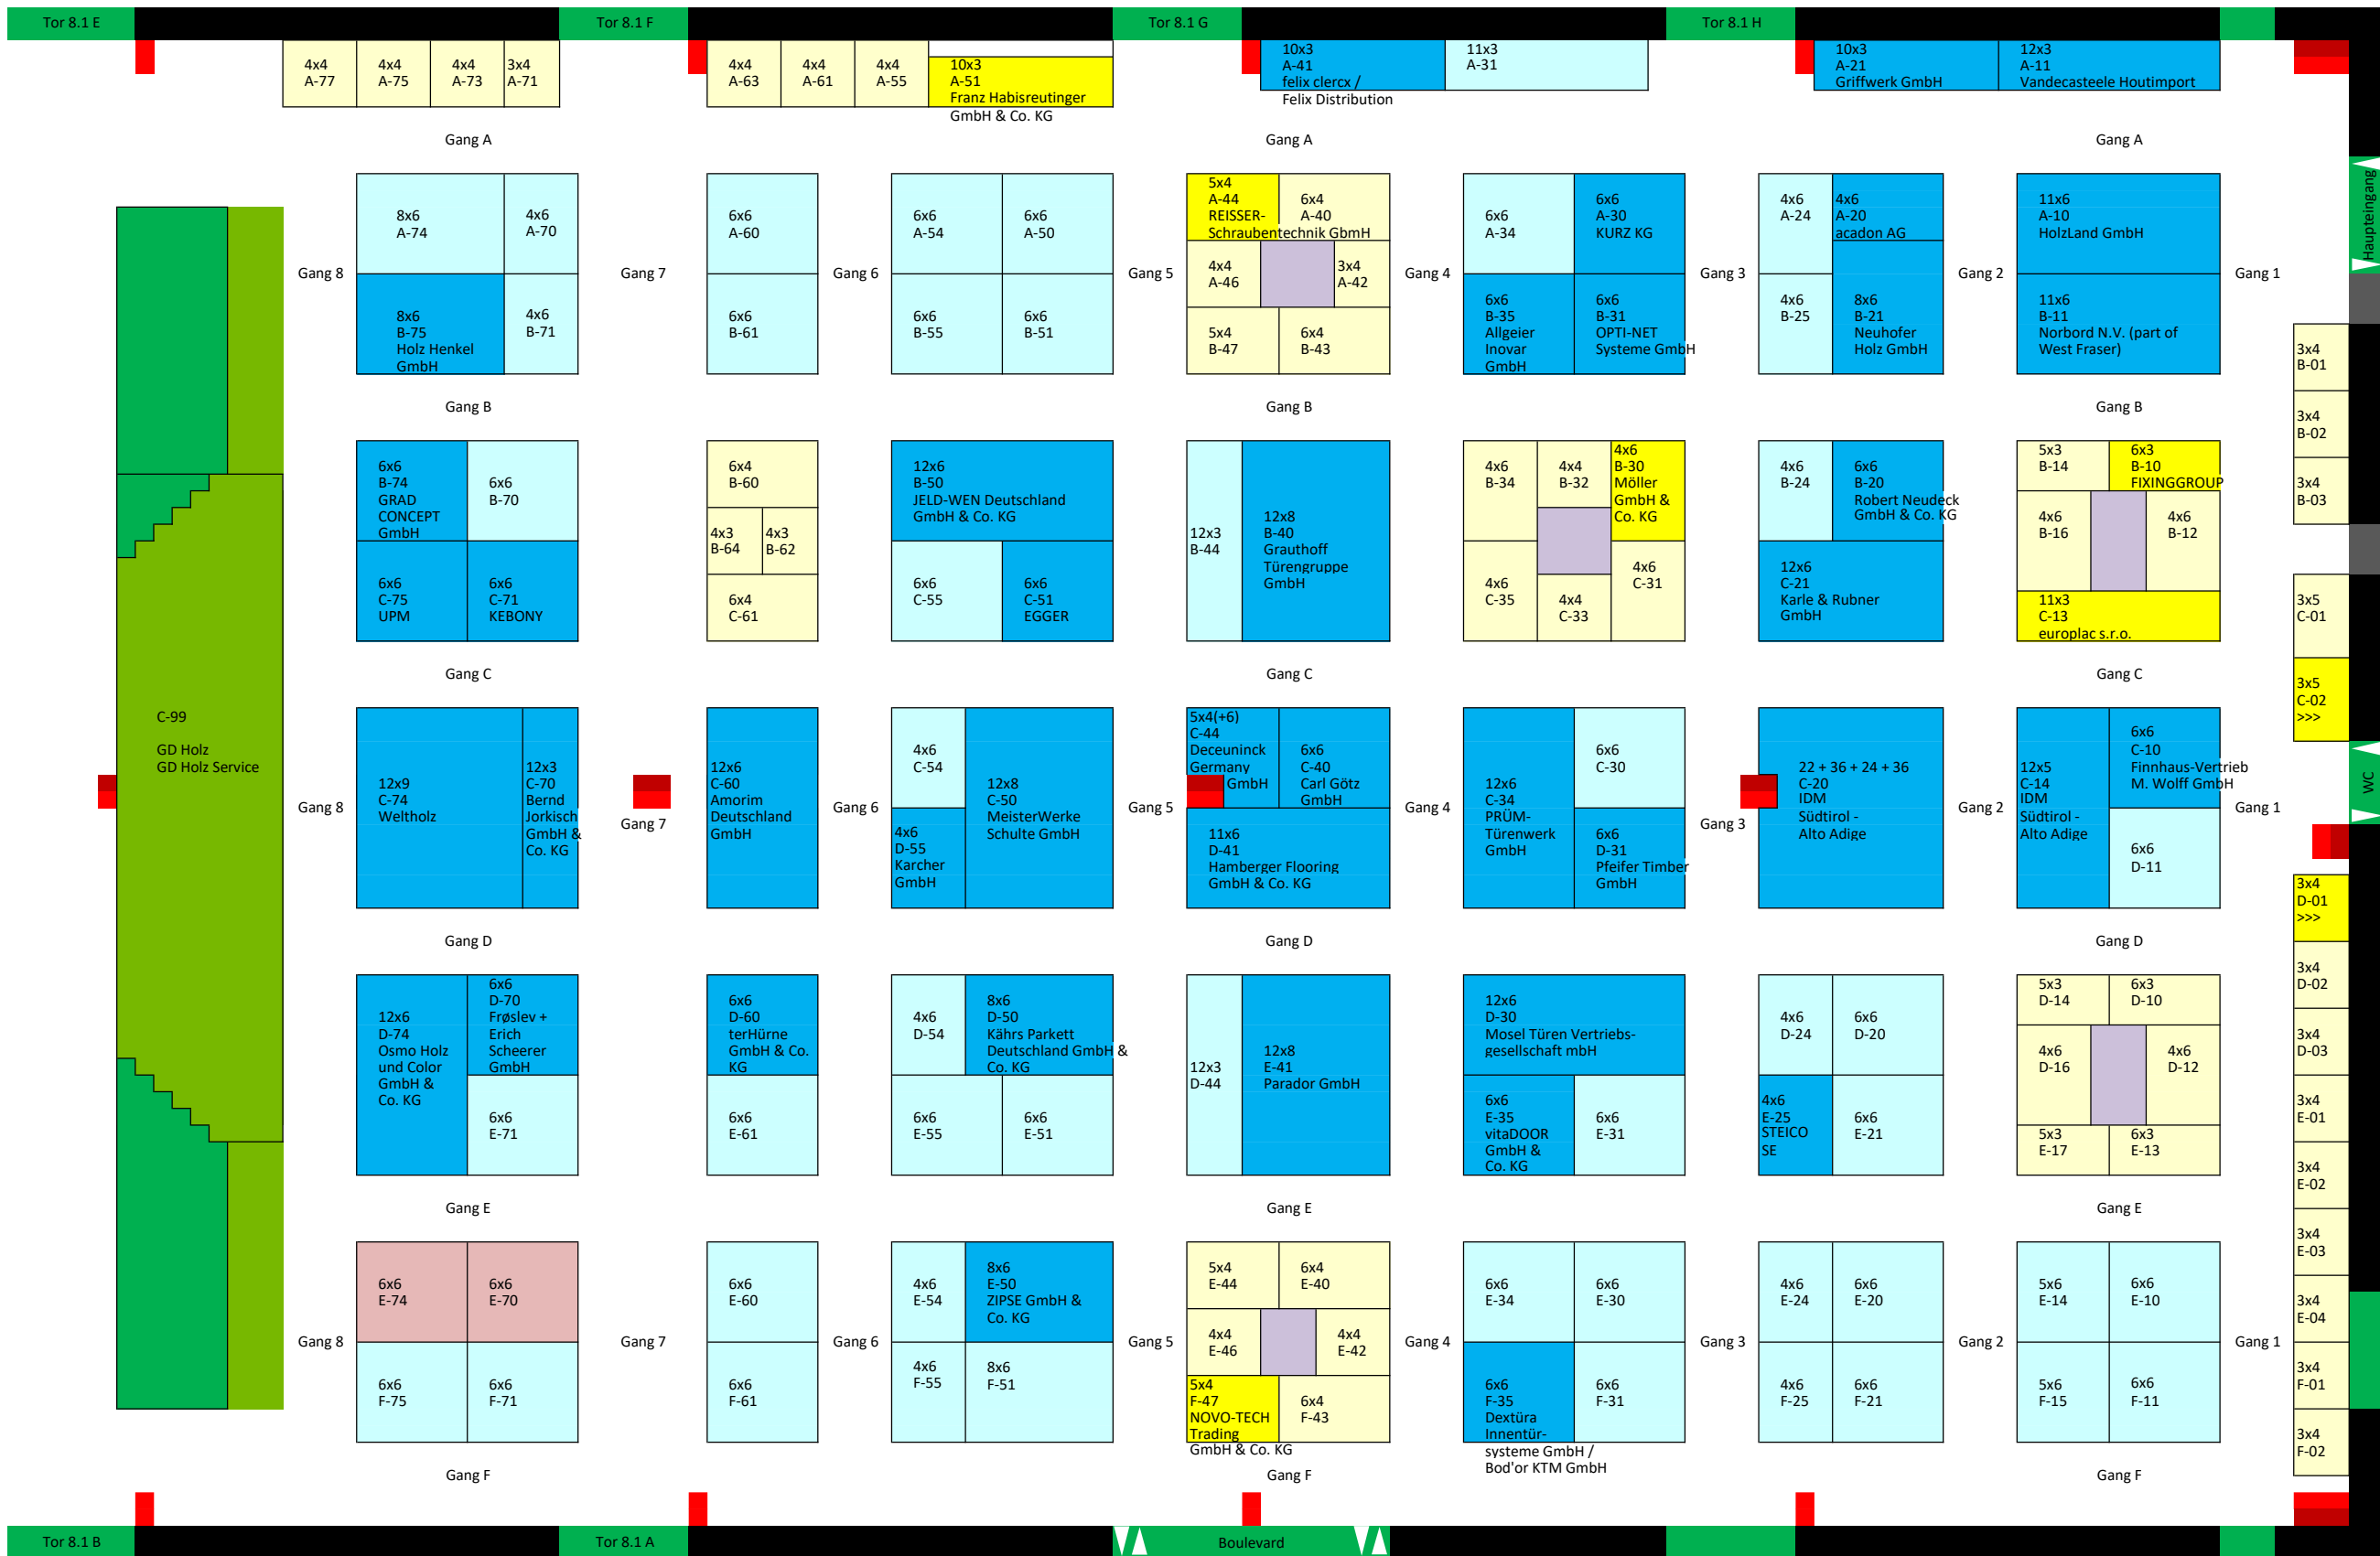 Tor 8.1 E
Tor 8.1 F
Tor 8.1 G
Tor 8.1 H
4x4
A-77
4x4
A-75
4x4
A-73
3x4
A-71
4x4
A-63
4x4
A-61
4x4
A-55
10x3
A-51
Franz Habisreutinger
GmbH & Co. KG
10x3
A-41
felix clercx /
Felix Distribution
11x3
A-31
10x3
A-21
Griffwerk GmbH
12x3
A-11
Vandecasteele Houtimport
Gang A
Gang A
Gang A
Haupteingang
8x6
A-74
4x6
A-70
6x6
A-60
6x6
A-54
6x6
A-50
5x4
A-44
REISSER-
Schraubentechnik GbmH
6x4
A-40
6x6
A-34
6x6
A-30
KURZ KG
4x6
A-24
4x6
A-20
acadon AG
11x6
A-10
HolzLand GmbH
Gang 8
Gang 7
Gang 6
Gang 5
4x4
A-46
3x4
A-42
Gang 4
Gang 3
Gang 2
Gang 1
8x6
B-75
Holz Henkel
GmbH
4x6
B-71
6x6
B-61
6x6
B-55
6x6
B-51
5x4
B-47
6x4
B-43
6x6
B-35
Allgeier
Inovar
GmbH
6x6
B-31
OPTI-NET
Systeme GmbH
4x6
B-25
8x6
B-21
Neuhofer
Holz GmbH
11x6
B-11
Norbord N.V. (part of
West Fraser)
3x4
B-01
3x4
B-02
3x4
B-03
Gang B
Gang B
Gang B
6x6
B-74
GRAD
CONCEPT
GmbH
6x6
B-70
6x4
B-60
4x3
B-64
4x3
B-62
12x6
B-50
JELD-WEN Deutschland
GmbH & Co. KG
12x3
B-44
12x8
B-40
Grauthoff
Türengruppe
GmbH
4x6
B-34
4x4
B-32
4x6
B-30
Möller
GmbH &
Co. KG
4x6
B-24
6x6
B-20
Robert Neudeck
GmbH & Co. KG
5x3
B-14
6x3
B-10
FIXINGGROUP
4x6
B-16
4x6
B-12
6x6
C-75
UPM
6x6
C-71
KEBONY
6x4
C-61
6x6
C-55
6x6
C-51
EGGER
4x6
C-35
4x4
C-33
4x6
C-31
12x6
C-21
Karle & Rubner
GmbH
11x3
C-13
europlac s.r.o.
3x5
C-01
3x5
C-02
>>>
Gang C
Gang C
Gang C
WC
C-99
GD Holz
GD Holz Service
Gang 8
12x9
C-74
Weltholz
12x3
C-70
Bernd
Jorkisch
GmbH &
Co. KG
Gang 7
12x6
C-60
Amorim
Deutschland
GmbH
Gang 6
4x6
C-54
12x8
C-50
MeisterWerke
Schulte GmbH
4x6
D-55
Karcher
GmbH
Gang 5
5x4(+6)
C-44
Deceuninck
Germany
GmbH
6x6
C-40
Carl Götz
GmbH
11x6
D-41
Hamberger Flooring
GmbH & Co. KG
Gang 4
12x6
C-34
PRÜM-
Türenwerk
GmbH
6x6
C-30
6x6
D-31
Pfeifer Timber
GmbH
Gang 3
22 + 36 + 24 + 36
C-20
IDM
Südtirol -
Alto Adige
Gang 2
12x5
C-14
IDM
Südtirol -
Alto Adige
6x6
C-10
Finnhaus-Vertrieb
M. Wolff GmbH
6x6
D-11
Gang 1
3x4
D-01
>>>
3x4
D-02
3x4
D-03
3x4
E-01
3x4
E-02
3x4
E-03
3x4
E-04
3x4
F-01
3x4
F-02
Gang D
Gang D
Gang D
12x6
D-74
Osmo Holz
und Color
GmbH &
Co. KG
6x6
D-70
Frøslev +
Erich
Scheerer
GmbH
6x6
E-71
6x6
D-60
terHürne
GmbH & Co.
KG
6x6
E-61
4x6
D-54
8x6
D-50
Kährs Parkett
Deutschland GmbH &
Co. KG
6x6
E-55
6x6
E-51
12x3
D-44
12x8
E-41
Parador GmbH
12x6
D-30
Mosel Türen Vertriebs-
gesellschaft mbH
6x6
E-35
vitaDOOR
GmbH &
Co. KG
6x6
E-31
4x6
D-24
6x6
D-20
4x6
E-25
STEICO
SE
6x6
E-21
5x3
D-14
6x3
D-10
4x6
D-16
4x6
D-12
5x3
E-17
6x3
E-13
Gang E
Gang E
Gang E
6x6
E-74
6x6
E-70
6x6
E-60
4x6
E-54
8x6
E-50
ZIPSE GmbH &
Co. KG
5x4
E-44
6x4
E-40
6x6
E-34
6x6
E-30
4x6
E-24
6x6
E-20
5x6
E-14
6x6
E-10
Gang 8
Gang 7
Gang 6
Gang 5
4x4
E-46
4x4
E-42
Gang 4
Gang 3
Gang 2
Gang 1
6x6
F-75
6x6
F-71
6x6
F-61
4x6
F-55
8x6
F-51
5x4
F-47
NOVO-TECH
Trading
GmbH & Co. KG
6x4
F-43
6x6
F-35
Dextüra
Innentür-
systeme GmbH /
Bod'or KTM GmbH
6x6
F-31
4x6
F-25
6x6
F-21
5x6
F-15
6x6
F-11
Gang F
Gang F
Gang F
Tor 8.1 B
Tor 8.1 A
Boulevard